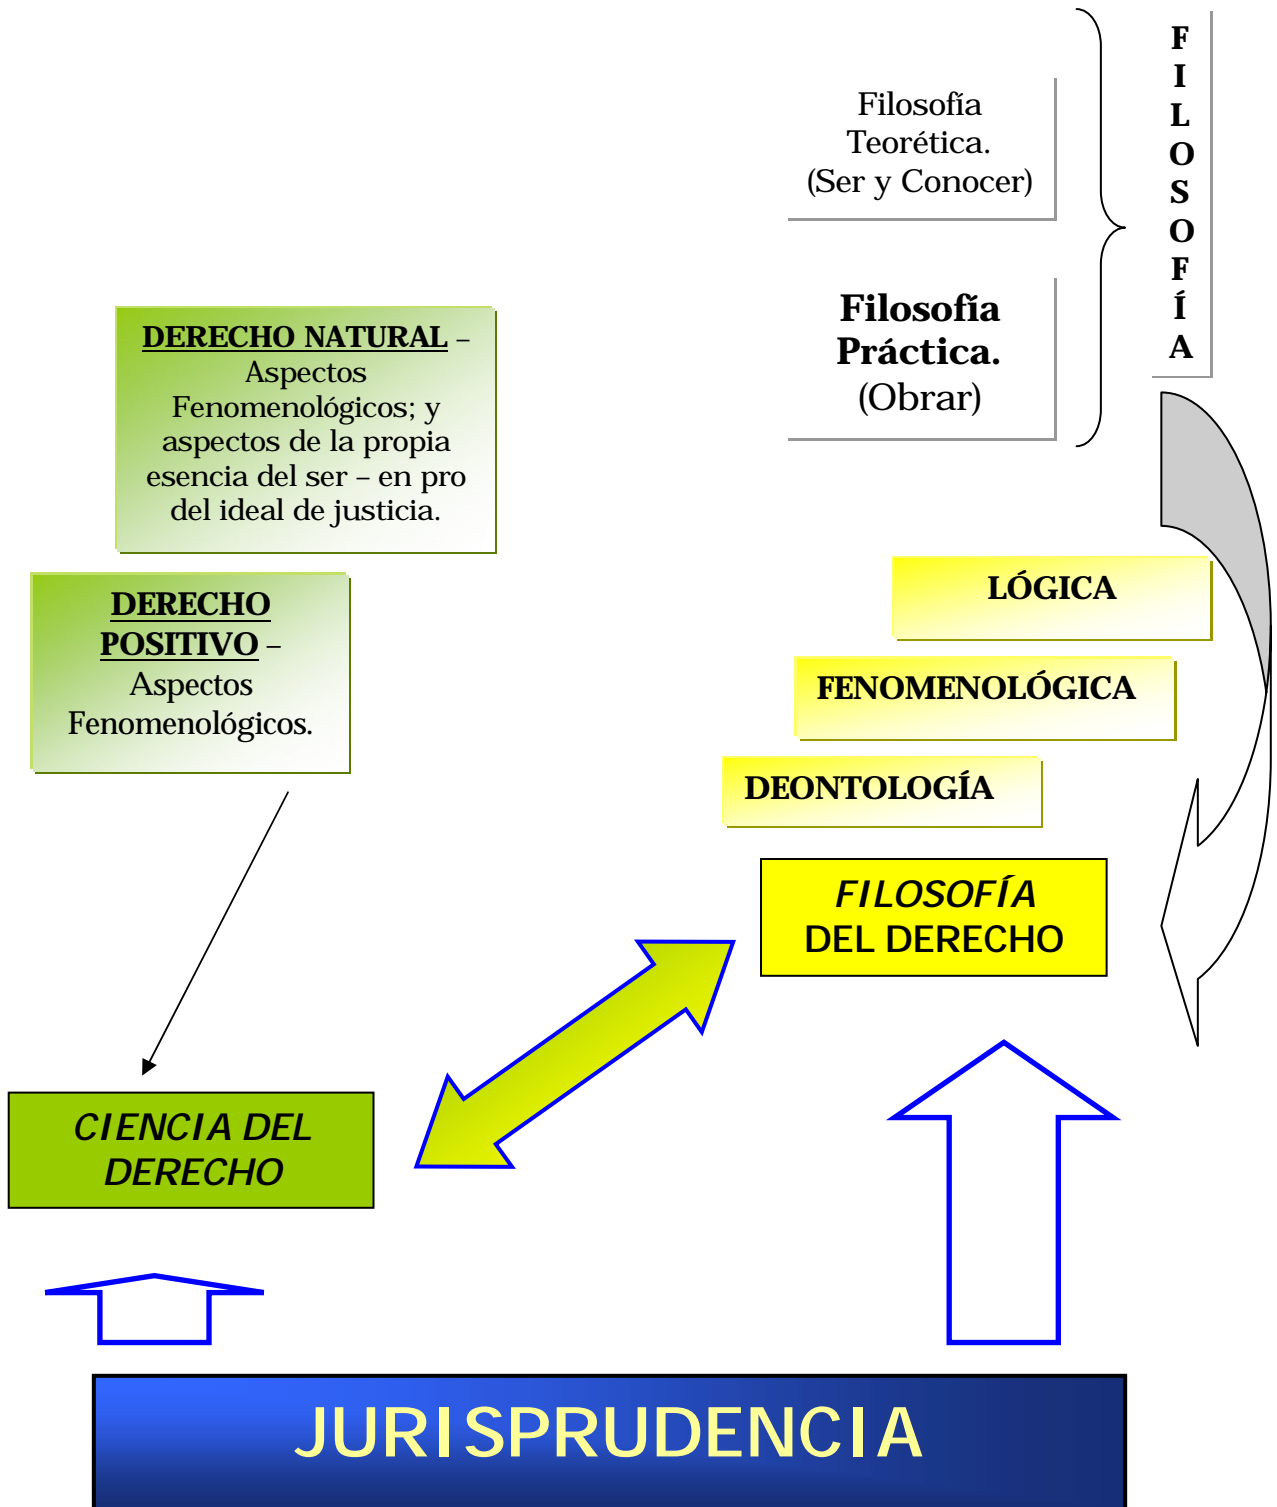 F
I
L
O
S
O
F
Í
A
Filosofía
Teorética.
(Ser y Conocer)
Filosofía
Práctica.
(Obrar)
DERECHO NATURAL –
Aspectos
Fenomenológicos; y
aspectos de la propia
esencia del ser – en pro
del ideal de justicia.
DERECHO
POSITIVO –
Aspectos
Fenomenológicos.
LÓGICA
FENOMENOLÓGICA
DEONTOLOGÍA
FILOSOFÍA
DEL DERECHO
CIENCIA DEL
DERECHO
JURISPRUDENCIA